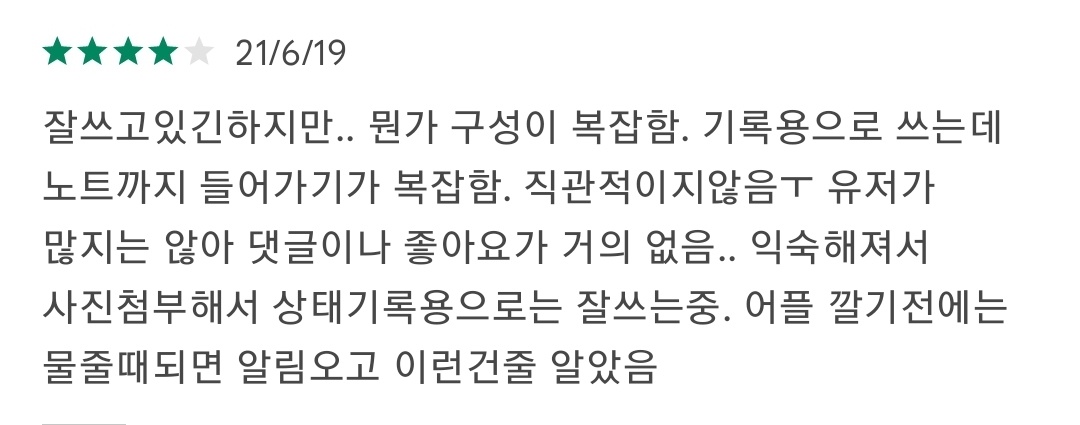 21/6/19
잘쓰고있긴하지만.. 뭔가 구성이 복잡함. 기록용으로 쓰는데
노트까지 들어가기가 복잡함. 직관적이지않음ㅜ 유저가
많지는 않아 댓글이나 좋아요가 거의 없음.. 익숙해져서
사진첨부해서 상태기록용으로는 잘쓰는중. 어플 깔기전에는
물줄때되면 알림오고 이런건줄 알았음